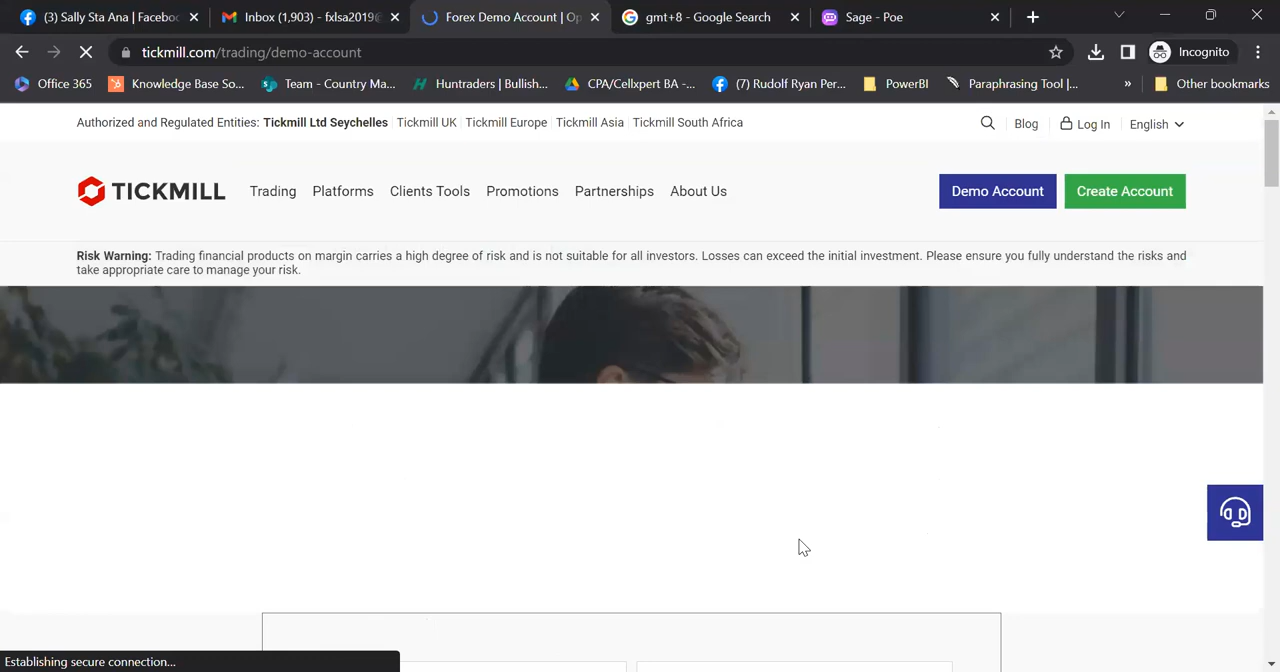 (3) Sally Sta Ana | Faceboo
Inbox (1,903) - fxlsa2019@
Forex Demo Account | Op
gmt+8 - Google Search
Sage - Poe
tickmill.com/trading/demo-account
Incognito
Office 365
Knowledge Base So...
Team - Country Ma...
Huntraders | Bullish...
CPA/Cellxpert BA -...
(7) Rudolf Ryan Per...
PowerBI
Paraphrasing Tool |...
»
Other bookmarks
Authorized and Regulated Entities: Tickmill Ltd Seychelles | Tickmill UK | Tickmill Europe | Tickmill Asia | Tickmill South Africa
Blog
Log In
English
TICKMILL
Trading
Platforms
Clients Tools
Promotions
Partnerships
About Us
Demo Account
Create Account
Risk Warning: Trading financial products on margin carries a high degree of risk and is not suitable for all investors. Losses can exceed the initial investment. Please ensure you fully understand the risks and
take appropriate care to manage your risk.
Establishing secure connection...